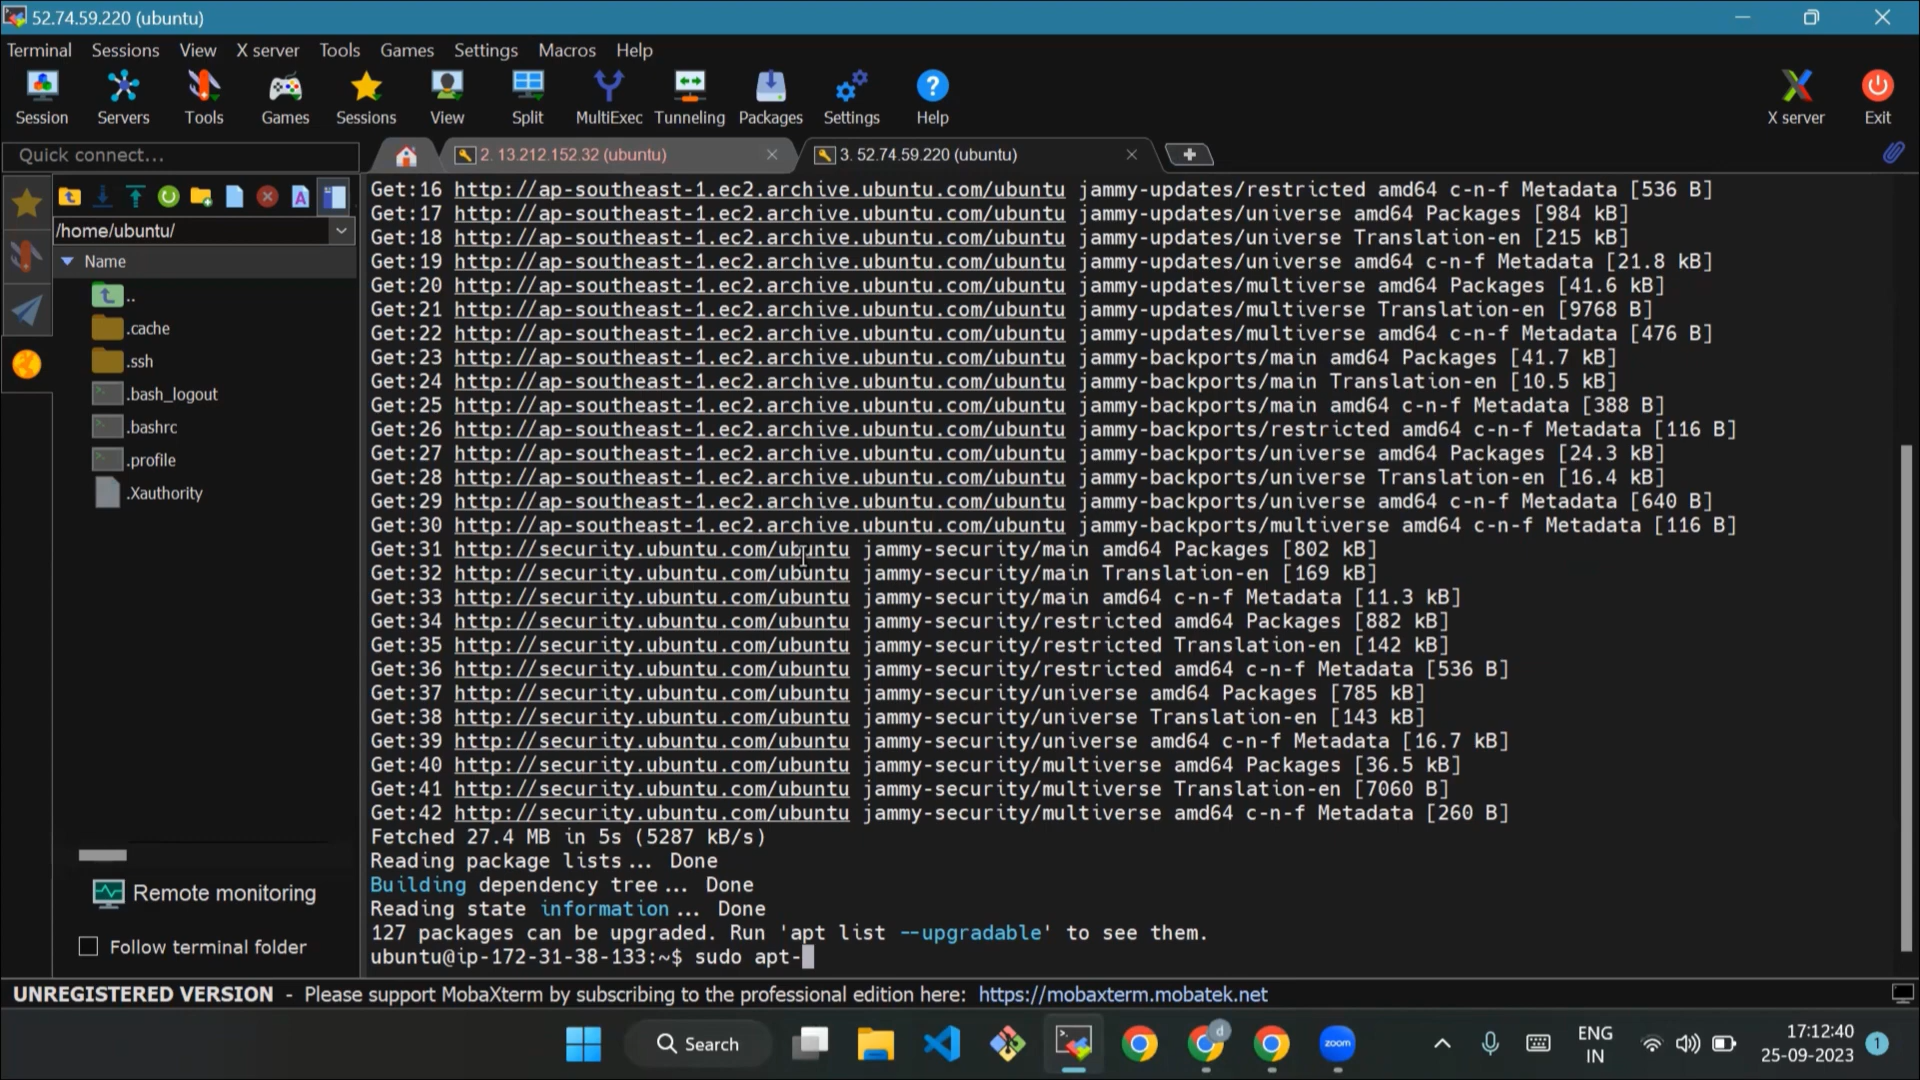 52.74.59.220 (ubuntu)
Terminal Sessions View X server Tools Games Settings Macros Help
Session Servers Tools Games Sessions View Split MultiExec Tunneling Packages Settings Help X server Exit
Quick connect...
2. 13.212.152.32 (ubuntu)
3. 52.74.59.220 (ubuntu)
/home/ubuntu/
Name
..
.cache
.ssh
.bash_logout
.bashrc
.profile
.Xauthority
Remote monitoring
Follow terminal folder
Get:16 http://ap-southeast-1.ec2.archive.ubuntu.com/ubuntu jammy-updates/restricted amd64 c-n-f Metadata [536 B]
Get:17 http://ap-southeast-1.ec2.archive.ubuntu.com/ubuntu jammy-updates/universe amd64 Packages [984 kB]
Get:18 http://ap-southeast-1.ec2.archive.ubuntu.com/ubuntu jammy-updates/universe Translation-en [215 kB]
Get:19 http://ap-southeast-1.ec2.archive.ubuntu.com/ubuntu jammy-updates/universe amd64 c-n-f Metadata [21.8 kB]
Get:20 http://ap-southeast-1.ec2.archive.ubuntu.com/ubuntu jammy-updates/multiverse amd64 Packages [41.6 kB]
Get:21 http://ap-southeast-1.ec2.archive.ubuntu.com/ubuntu jammy-updates/multiverse Translation-en [9768 B]
Get:22 http://ap-southeast-1.ec2.archive.ubuntu.com/ubuntu jammy-updates/multiverse amd64 c-n-f Metadata [476 B]
Get:23 http://ap-southeast-1.ec2.archive.ubuntu.com/ubuntu jammy-backports/main amd64 Packages [41.7 kB]
Get:24 http://ap-southeast-1.ec2.archive.ubuntu.com/ubuntu jammy-backports/main Translation-en [10.5 kB]
Get:25 http://ap-southeast-1.ec2.archive.ubuntu.com/ubuntu jammy-backports/main amd64 c-n-f Metadata [388 B]
Get:26 http://ap-southeast-1.ec2.archive.ubuntu.com/ubuntu jammy-backports/restricted amd64 c-n-f Metadata [116 B]
Get:27 http://ap-southeast-1.ec2.archive.ubuntu.com/ubuntu jammy-backports/universe amd64 Packages [24.3 kB]
Get:28 http://ap-southeast-1.ec2.archive.ubuntu.com/ubuntu jammy-backports/universe Translation-en [16.4 kB]
Get:29 http://ap-southeast-1.ec2.archive.ubuntu.com/ubuntu jammy-backports/universe amd64 c-n-f Metadata [640 B]
Get:30 http://ap-southeast-1.ec2.archive.ubuntu.com/ubuntu jammy-backports/multiverse amd64 c-n-f Metadata [116 B]
Get:31 http://security.ubuntu.com/ubuntu jammy-security/main amd64 Packages [802 kB]
Get:32 http://security.ubuntu.com/ubuntu jammy-security/main Translation-en [169 kB]
Get:33 http://security.ubuntu.com/ubuntu jammy-security/main amd64 c-n-f Metadata [11.3 kB]
Get:34 http://security.ubuntu.com/ubuntu jammy-security/restricted amd64 Packages [882 kB]
Get:35 http://security.ubuntu.com/ubuntu jammy-security/restricted Translation-en [142 kB]
Get:36 http://security.ubuntu.com/ubuntu jammy-security/restricted amd64 c-n-f Metadata [536 B]
Get:37 http://security.ubuntu.com/ubuntu jammy-security/universe amd64 Packages [785 kB]
Get:38 http://security.ubuntu.com/ubuntu jammy-security/universe Translation-en [143 kB]
Get:39 http://security.ubuntu.com/ubuntu jammy-security/universe amd64 c-n-f Metadata [16.7 kB]
Get:40 http://security.ubuntu.com/ubuntu jammy-security/multiverse amd64 Packages [36.5 kB]
Get:41 http://security.ubuntu.com/ubuntu jammy-security/multiverse Translation-en [7060 B]
Get:42 http://security.ubuntu.com/ubuntu jammy-security/multiverse amd64 c-n-f Metadata [260 B]
Fetched 27.4 MB in 5s (5287 kB/s)
Reading package lists... Done
Building dependency tree... Done
Reading state information... Done
127 packages can be upgraded. Run 'apt list --upgradable' to see them.
ubuntu@ip-172-31-38-133:~$ sudo apt-
UNREGISTERED VERSION - Please support MobaXterm by subscribing to the professional edition here: https://mobaxterm.mobatek.net
Search
d
zoom
ENG
IN
17:12:40
25-09-2023
1